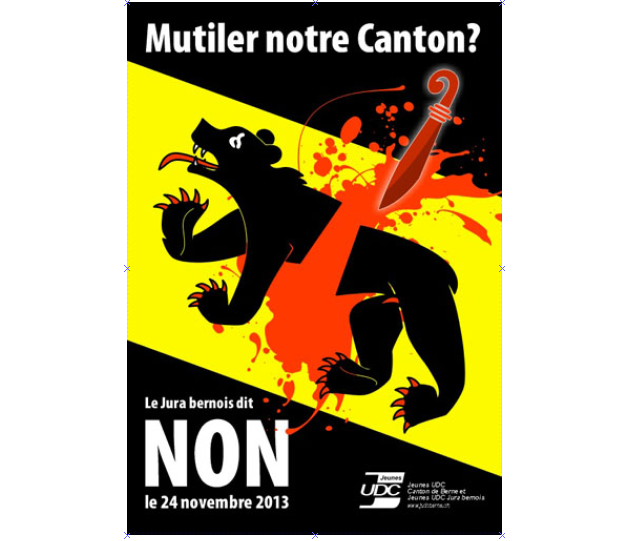 Mutiler notre Canton?
Le Jura bernois dit
NON
le 24 novembre 2013
Jeunes
UDC
Jeunes UDC
Canton de Berne et
Jeunes UDC Jura bernois